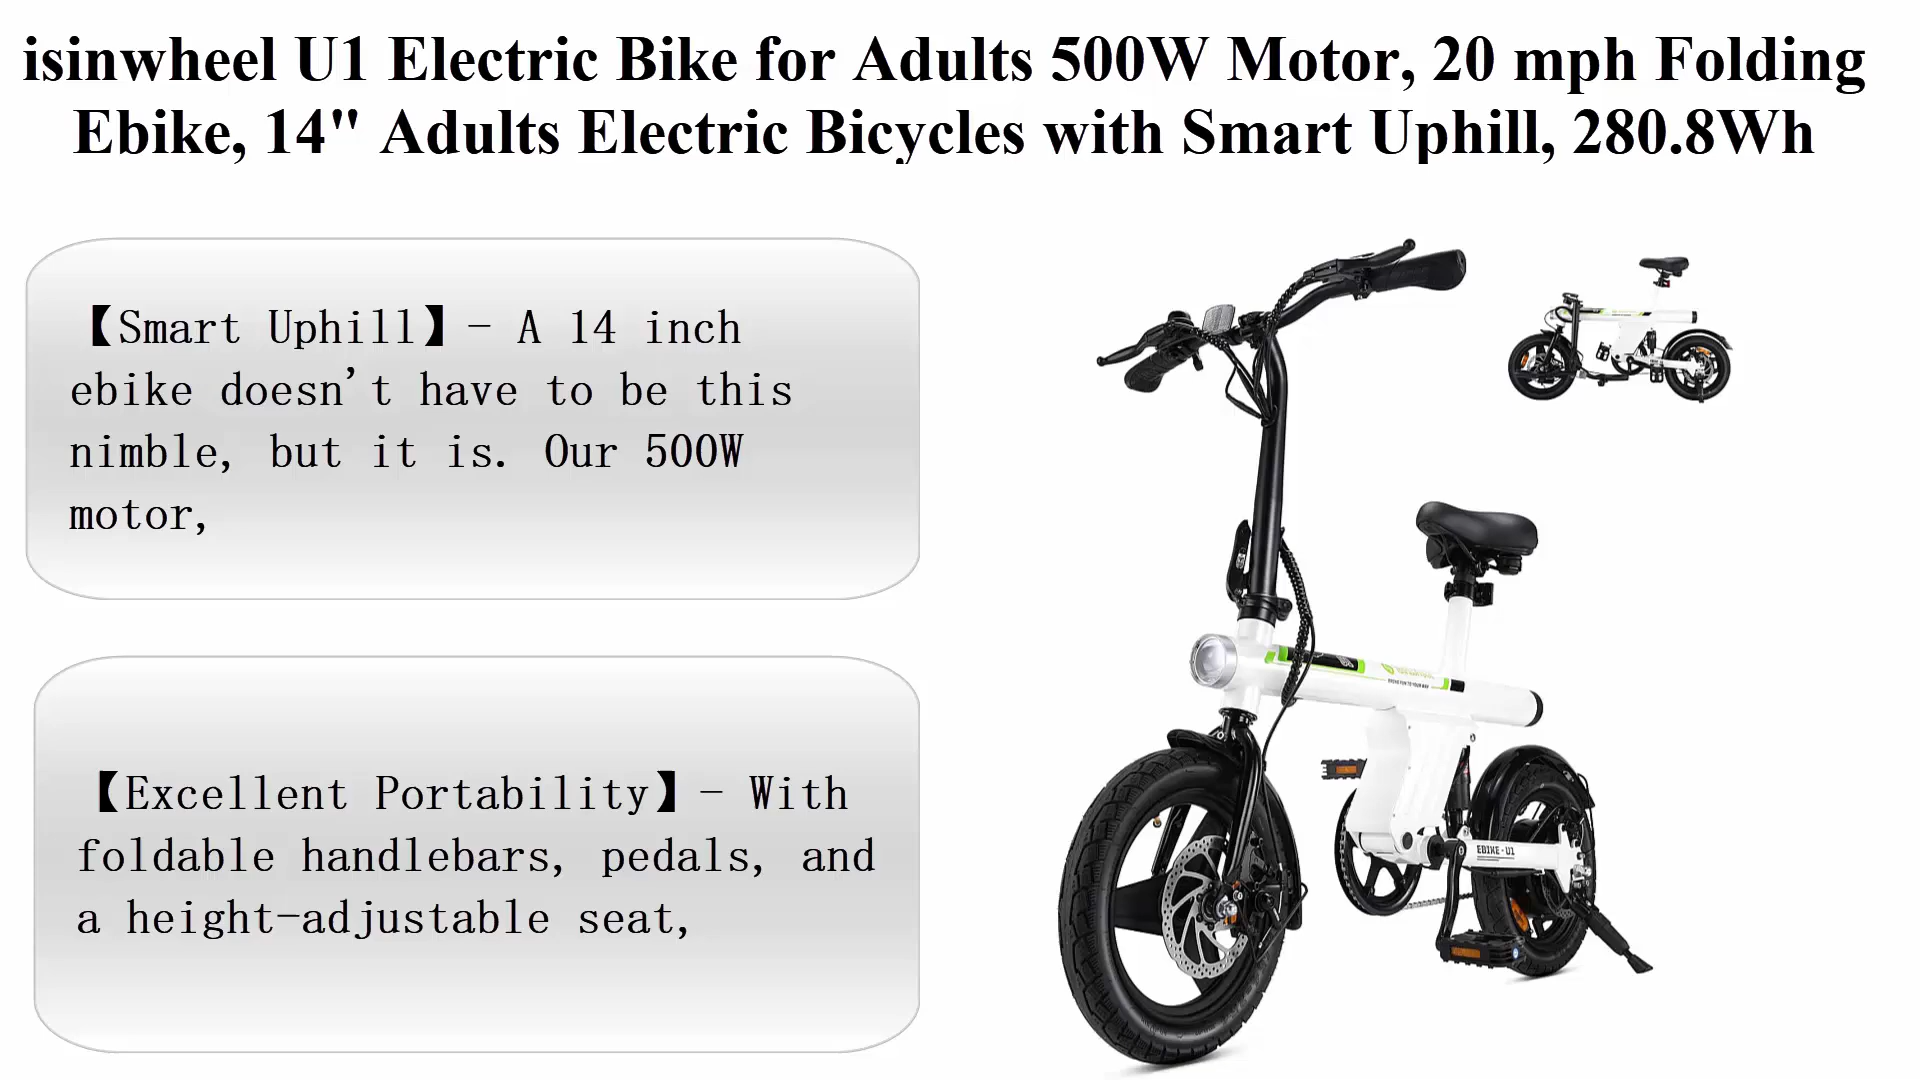 isinwheel U1 Electric Bike for Adults 500W Motor, 20 mph Folding
Ebike, 14" Adults Electric Bicycles with Smart Uphill, 280.8Wh
【Smart Uphill】- A 14 inch
ebike doesn't have to be this
nimble, but it is. Our 500W
motor,
【Excellent Portability】- With
foldable handlebars, pedals, and
a height-adjustable seat,
EBIKE-U1